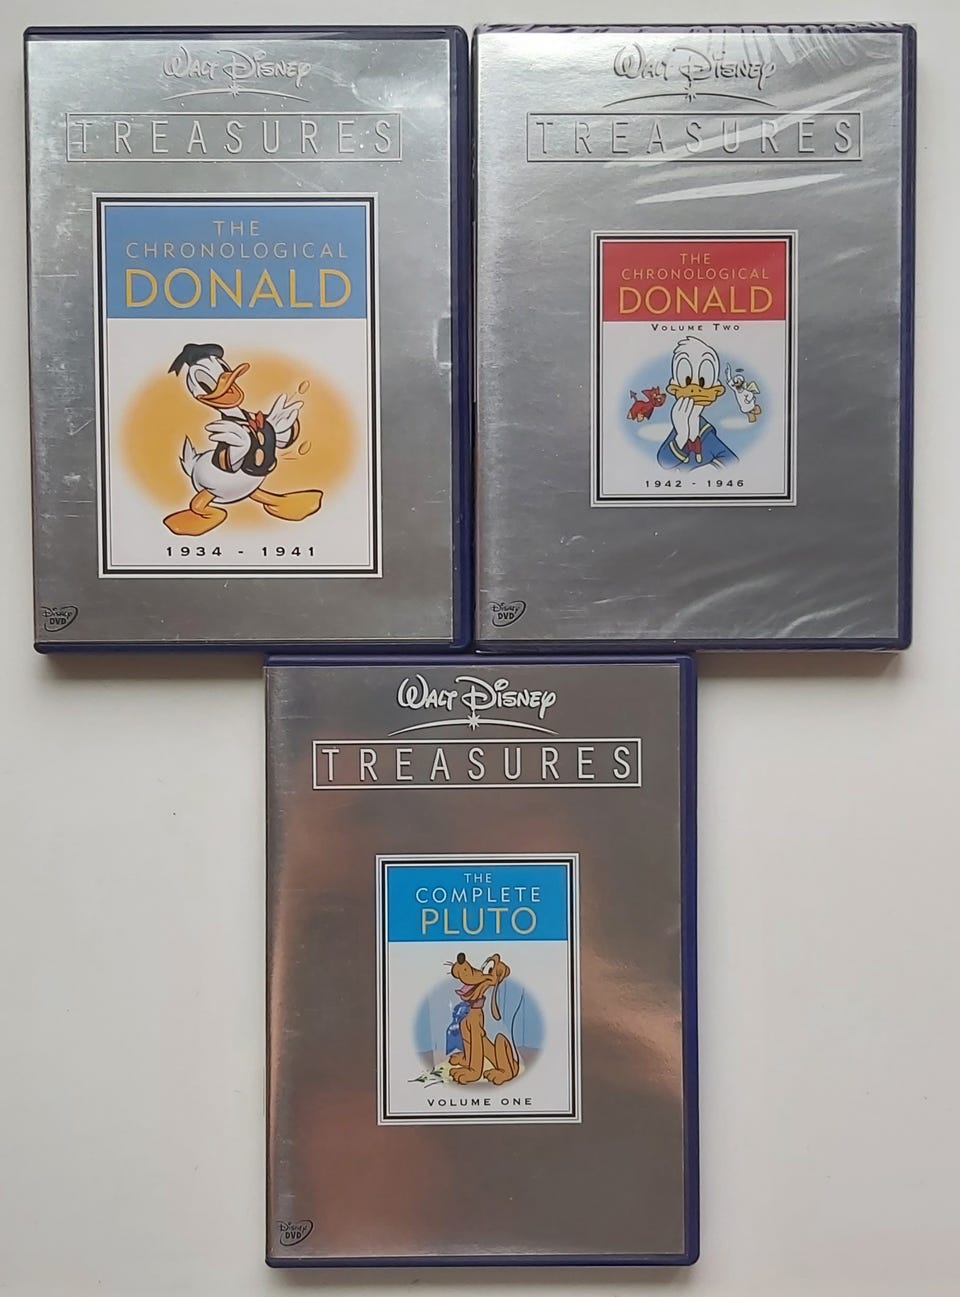 WALT DISNEY
TREASURES
THE
CHRONOLOGICAL
DONALD
1934 - 1941
DISNEY
DVD
WALT DISNEY
TREASURES
THE
CHRONOLOGICAL
DONALD
VOLUME TWO
1942 - 1946
DISNEY
DVD
WALT DISNEY
TREASURES
THE
COMPLETE
PLUTO
VOLUME ONE
DISNEY
DVD